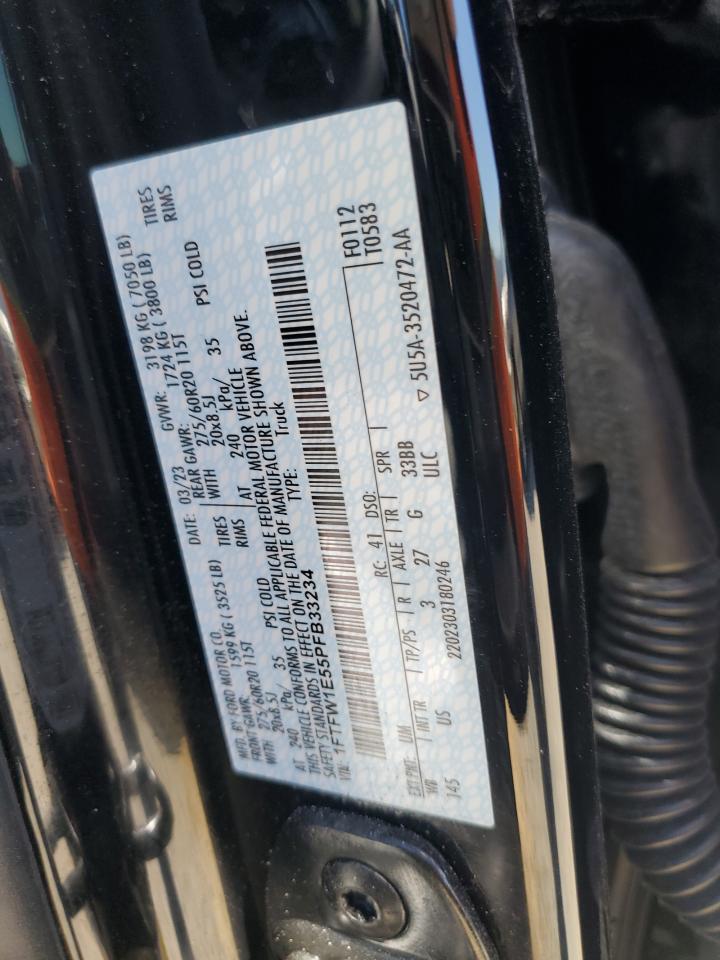 MFD. BY FORD MOTOR CO. DATE: 03/23 GVWR: 3198 KG ( 7050 LB)
FRONT GAWR: 1599 KG ( 3525 LB) REAR GAWR: 1724 KG ( 3800 LB)
275/60R20 115T TIRES 275/60R20 115T TIRES
WITH 20x8.5J RIMS WITH 20x8.5J RIMS
AT 240 kPa/ 35 PSI COLD AT 240 kPa/ 35 PSI COLD
THIS VEHICLE CONFORMS TO ALL APPLICABLE FEDERAL MOTOR VEHICLE
SAFETY STANDARDS IN EFFECT ON THE DATE OF MANUFACTURE SHOWN ABOVE.
VIN: 1FTFW1E55PFB33234 TYPE: Truck
F0112
T0583
EXT PNT: UM RC: 41 DSO:
WB INT TR TP/PS R AXLE TR SPR
145 US 3 27 G 33BB
2202303180246 ULC ▽ 5U5A-3520472-AA